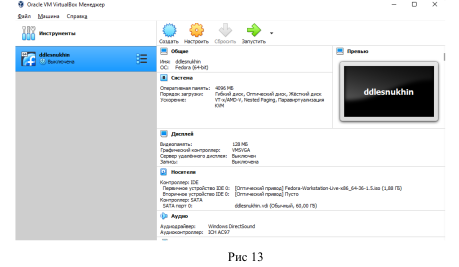 Oracle VM VirtualBox Менеджер
Файл Машина Справка
Инструменты
Создать Настроить Сбросить Запустить
ddlesnukhin
Выключена
Общие
Имя: ddlesnukhin
ОС: Fedora (64-bit)
Система
Оперативная память: 4096 МБ
Порядок загрузки: Гибкий диск, Оптический диск, Жёсткий диск
Ускорение: VT-x/AMD-V, Nested Paging, Паравиртуализация KVM
Превью
ddlesnukhin
Дисплей
Видеопамять: 128 МБ
Графический контроллер: VMSVGA
Сервер удалённого дисплея: Выключен
Запись: Выключена
Носители
Контроллер: IDE
Первичное устройство IDE 0: [Оптический привод] Fedora-Workstation-Live-x86_64-36-1.5.iso (1,88 ГБ)
Вторичное устройство IDE 0: [Оптический привод] Пусто
Контроллер: SATA
SATA порт 0: ddlesnukhin.vdi (Обычный, 60,00 ГБ)
Аудио
Аудиодрайвер: Windows DirectSound
Аудиоконтроллер: ICH AC97
Рис 13